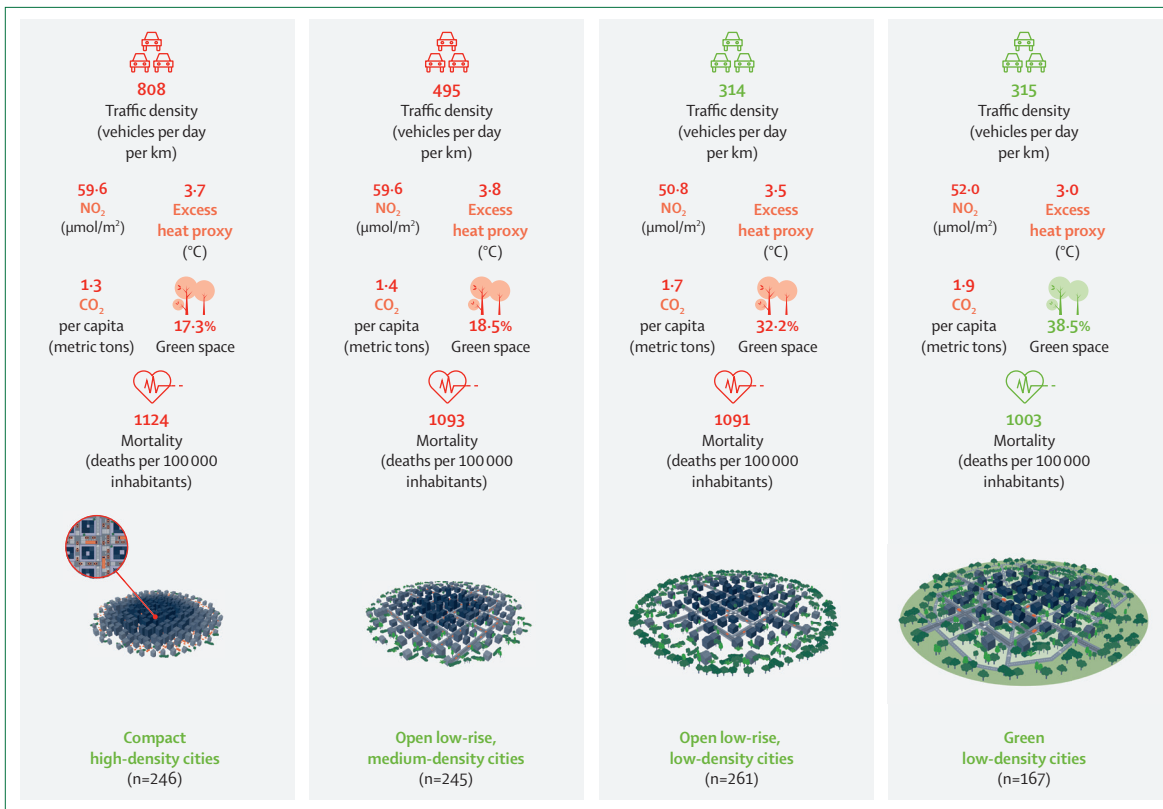 808
Traffic density
(vehicles per day
per km)
59·6
NO₂
(µmol/m²)
3·7
Excess
heat proxy
(°C)
1·3
CO₂
per capita
(metric tons)
17·3%
Green space
1124
Mortality
(deaths per 100 000
inhabitants)
Compact
high-density cities
(n=246)
495
Traffic density
(vehicles per day
per km)
59·6
NO₂
(µmol/m²)
3·8
Excess
heat proxy
(°C)
1·4
CO₂
per capita
(metric tons)
18·5%
Green space
1093
Mortality
(deaths per 100 000
inhabitants)
Open low-rise,
medium-density cities
(n=245)
314
Traffic density
(vehicles per day
per km)
50·8
NO₂
(µmol/m²)
3·5
Excess
heat proxy
(°C)
1·7
CO₂
per capita
(metric tons)
32·2%
Green space
1091
Mortality
(deaths per 100 000
inhabitants)
Open low-rise,
low-density cities
(n=261)
315
Traffic density
(vehicles per day
per km)
52·0
NO₂
(µmol/m²)
3·0
Excess
heat proxy
(°C)
1·9
CO₂
per capita
(metric tons)
38·5%
Green space
1003
Mortality
(deaths per 100 000
inhabitants)
Green
low-density cities
(n=167)